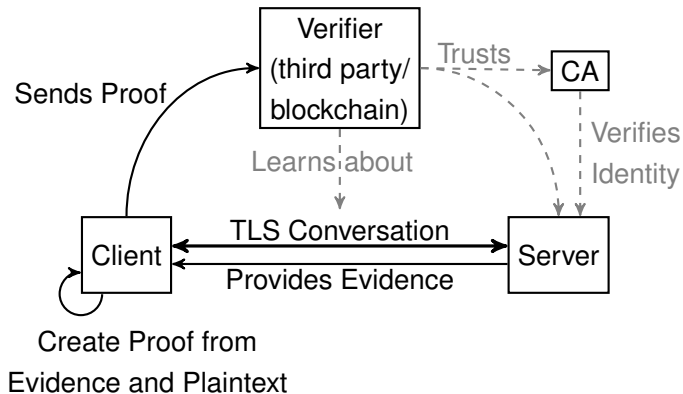 Verifier
(third party/
blockchain)
Trusts
CA
Sends Proof
Verifies
Identity
Learns about
Client
TLS Conversation
Server
Provides Evidence
Create Proof from
Evidence and Plaintext